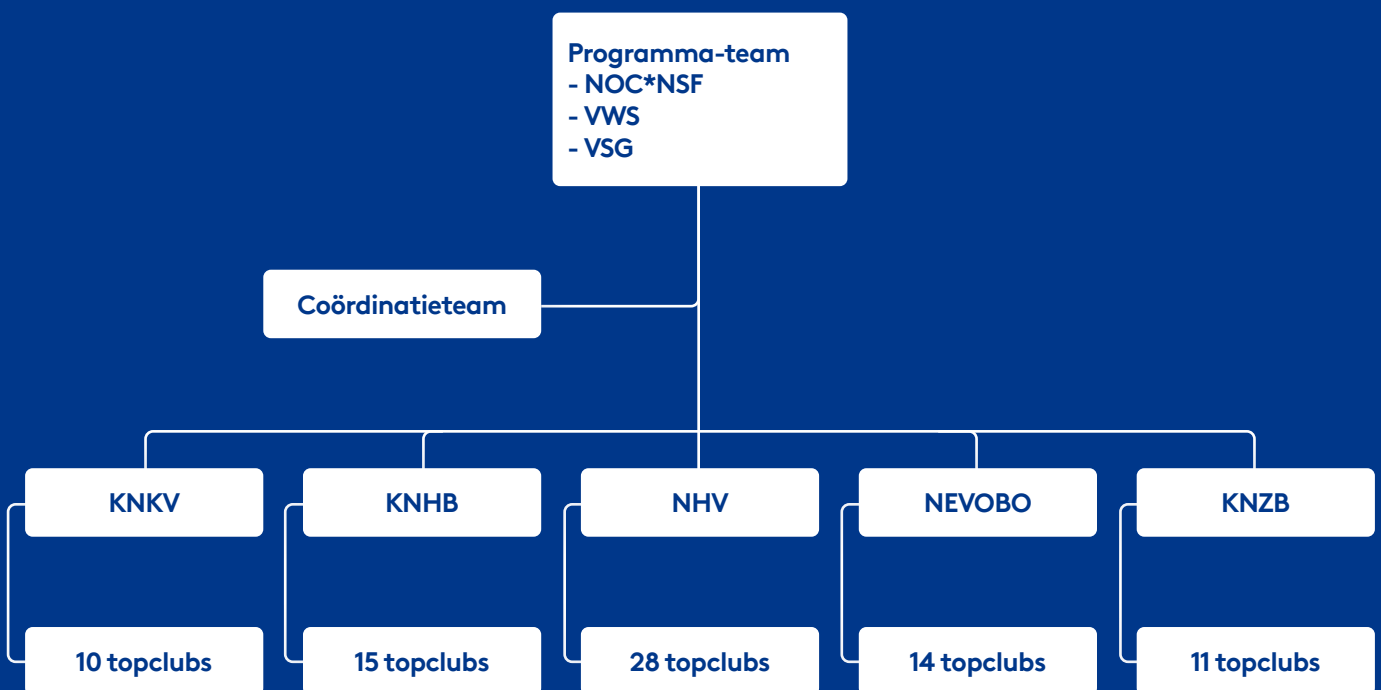 Programma-team
- NOC*NSF
- VWS
- VSG
Coördinatieteam
KNKV
KNHB
NHV
NEVOBO
KNZB
10 topclubs
15 topclubs
28 topclubs
14 topclubs
11 topclubs